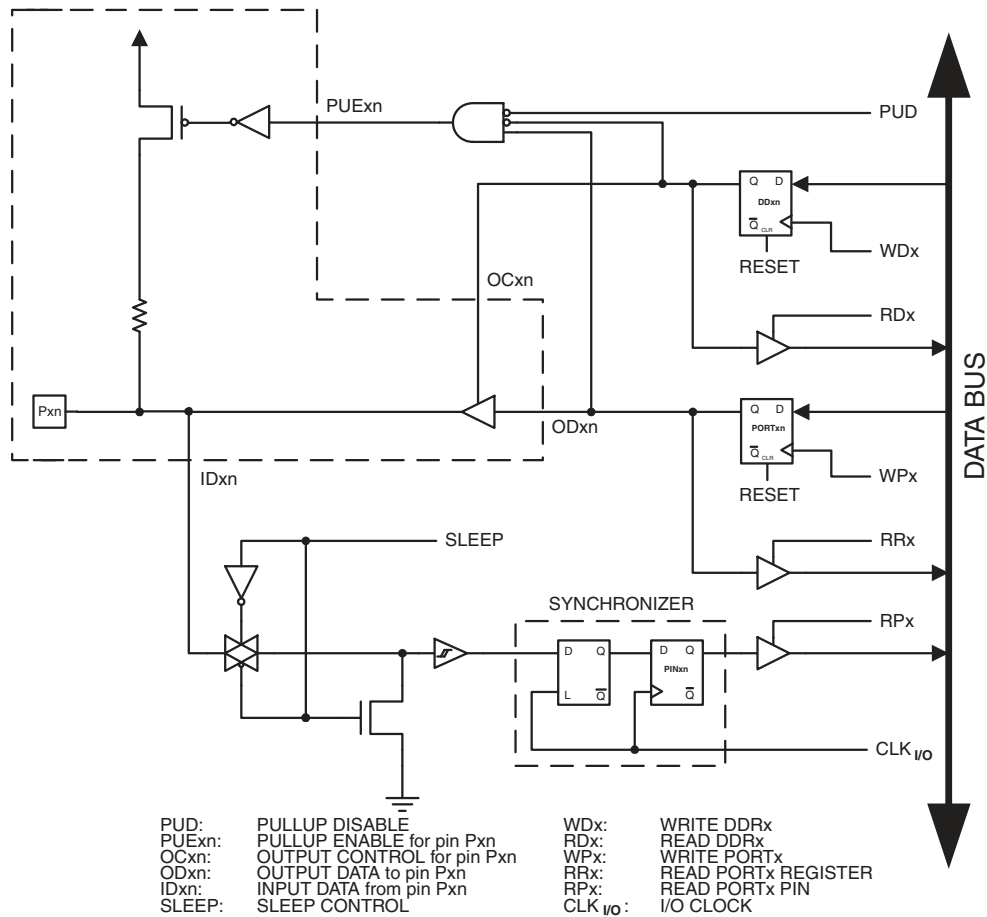 PUExn
PUD
Q D
DDxn
Q CLR
WDx
RESET
OCxn
RDx
Pxn
ODxn
Q D
PORTxn
Q CLR
IDxn
WPx
RESET
DATA BUS
SLEEP
RRx
SYNCHRONIZER
RPx
D Q
L Q
D Q
PINxn
Q
CLK I/O
PUD: PULLUP DISABLE
PUExn: PULLUP ENABLE for pin Pxn
OCxn: OUTPUT CONTROL for pin Pxn
ODxn: OUTPUT DATA to pin Pxn
IDxn: INPUT DATA from pin Pxn
SLEEP: SLEEP CONTROL
WDx: WRITE DDRx
RDx: READ DDRx
WPx: WRITE PORTx
RRx: READ PORTx REGISTER
RPx: READ PORTx PIN
CLK I/O: I/O CLOCK